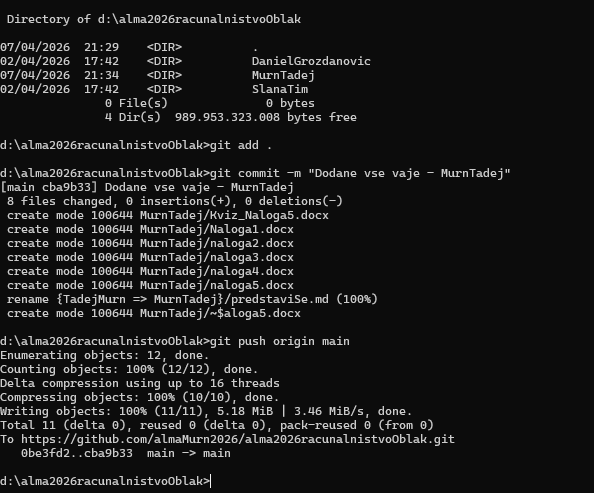 Directory of d:\alma2026racunalnistvoOblak
07/04/2026  21:29    <DIR>          .
02/04/2026  17:42    <DIR>          DanielGrozdanovic
07/04/2026  21:34    <DIR>          MurnTadej
02/04/2026  17:42    <DIR>          SlanaTim
               0 File(s)              0 bytes
               4 Dir(s)  989.953.323.008 bytes free
d:\alma2026racunalnistvoOblak>git add .
d:\alma2026racunalnistvoOblak>git commit -m "Dodane vse vaje - MurnTadej"
[main cba9b33] Dodane vse vaje - MurnTadej
 8 files changed, 0 insertions(+), 0 deletions(-)
 create mode 100644 MurnTadej/Kviz_Naloga5.docx
 create mode 100644 MurnTadej/Naloga1.docx
 create mode 100644 MurnTadej/naloga2.docx
 create mode 100644 MurnTadej/naloga3.docx
 create mode 100644 MurnTadej/naloga4.docx
 create mode 100644 MurnTadej/naloga5.docx
 rename {TadejMurn => MurnTadej}/predstaviSe.md (100%)
 create mode 100644 MurnTadej/~$aloga5.docx
d:\alma2026racunalnistvoOblak>git push origin main
Enumerating objects: 12, done.
Counting objects: 100% (12/12), done.
Delta compression using up to 16 threads
Compressing objects: 100% (10/10), done.
Writing objects: 100% (11/11), 5.18 MiB | 3.46 MiB/s, done.
Total 11 (delta 0), reused 0 (delta 0), pack-reused 0 (from 0)
To https://github.com/almaMurn2026/alma2026racunalnistvoOblak.git
   0be3fd2..cba9b33  main -> main
d:\alma2026racunalnistvoOblak>